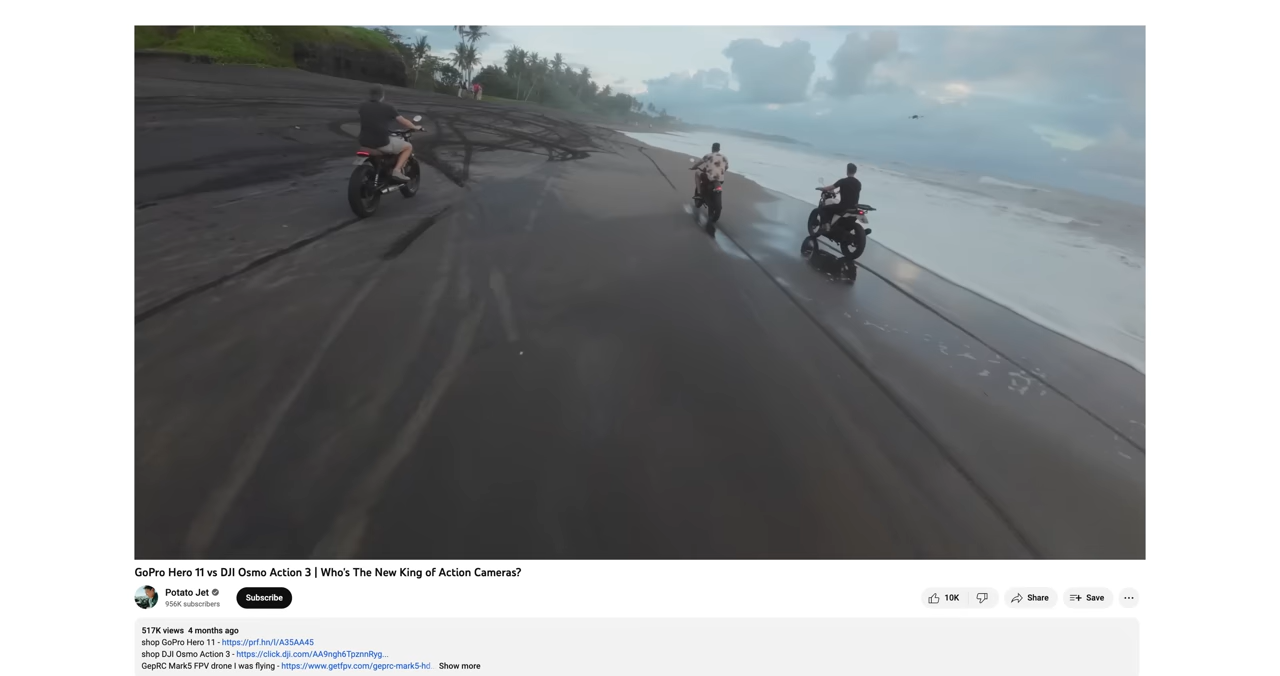 GoPro Hero 11 vs DJI Osmo Action 3 | Who's The New King of Action Cameras?
Potato Jet
956K subscribers
Subscribe
10K
Share
Save
517K views 4 months ago
shop GoPro Hero 11 - https://prf.hn/l/A35AA45
shop DJI Osmo Action 3 - https://click.dji.com/AA9ngh6TpznnRyg...
GepRC Mark5 FPV drone I was flying - https://www.getfpv.com/geprc-mark5-hd... Show more